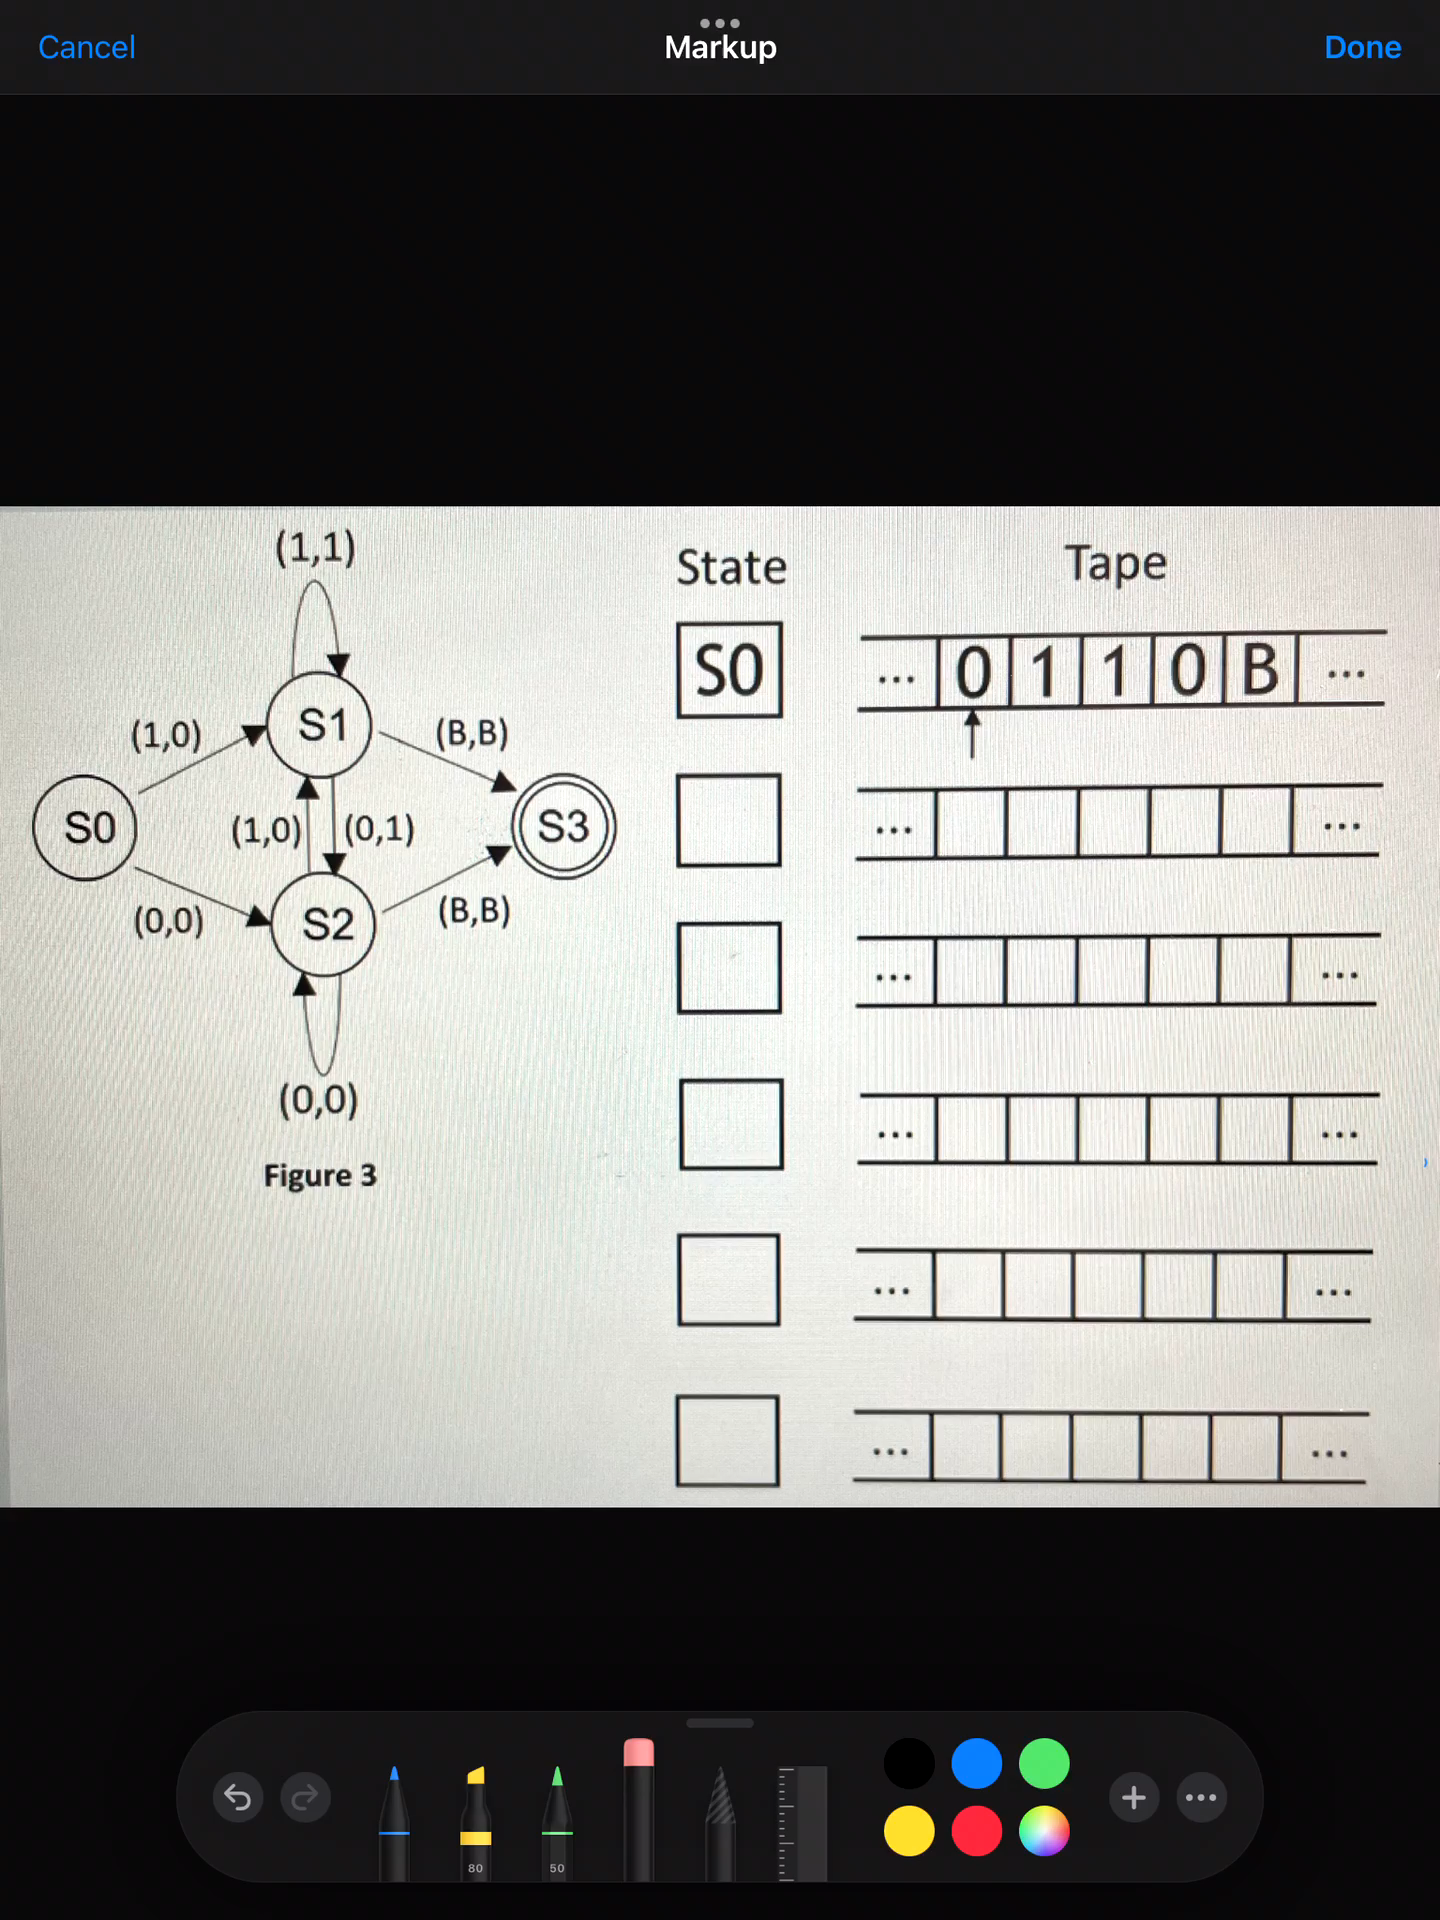 Cancel
Markup
Done
(1,1)
State
Tape
S0
... 0 1 1 0 B ...
S1
(1,0)
(B,B)
S0
(1,0)
(0,1)
S3
... ...
(0,0)
S2
(B,B)
... ...
(0,0)
... ...
Figure 3
... ...
... ...
80
50